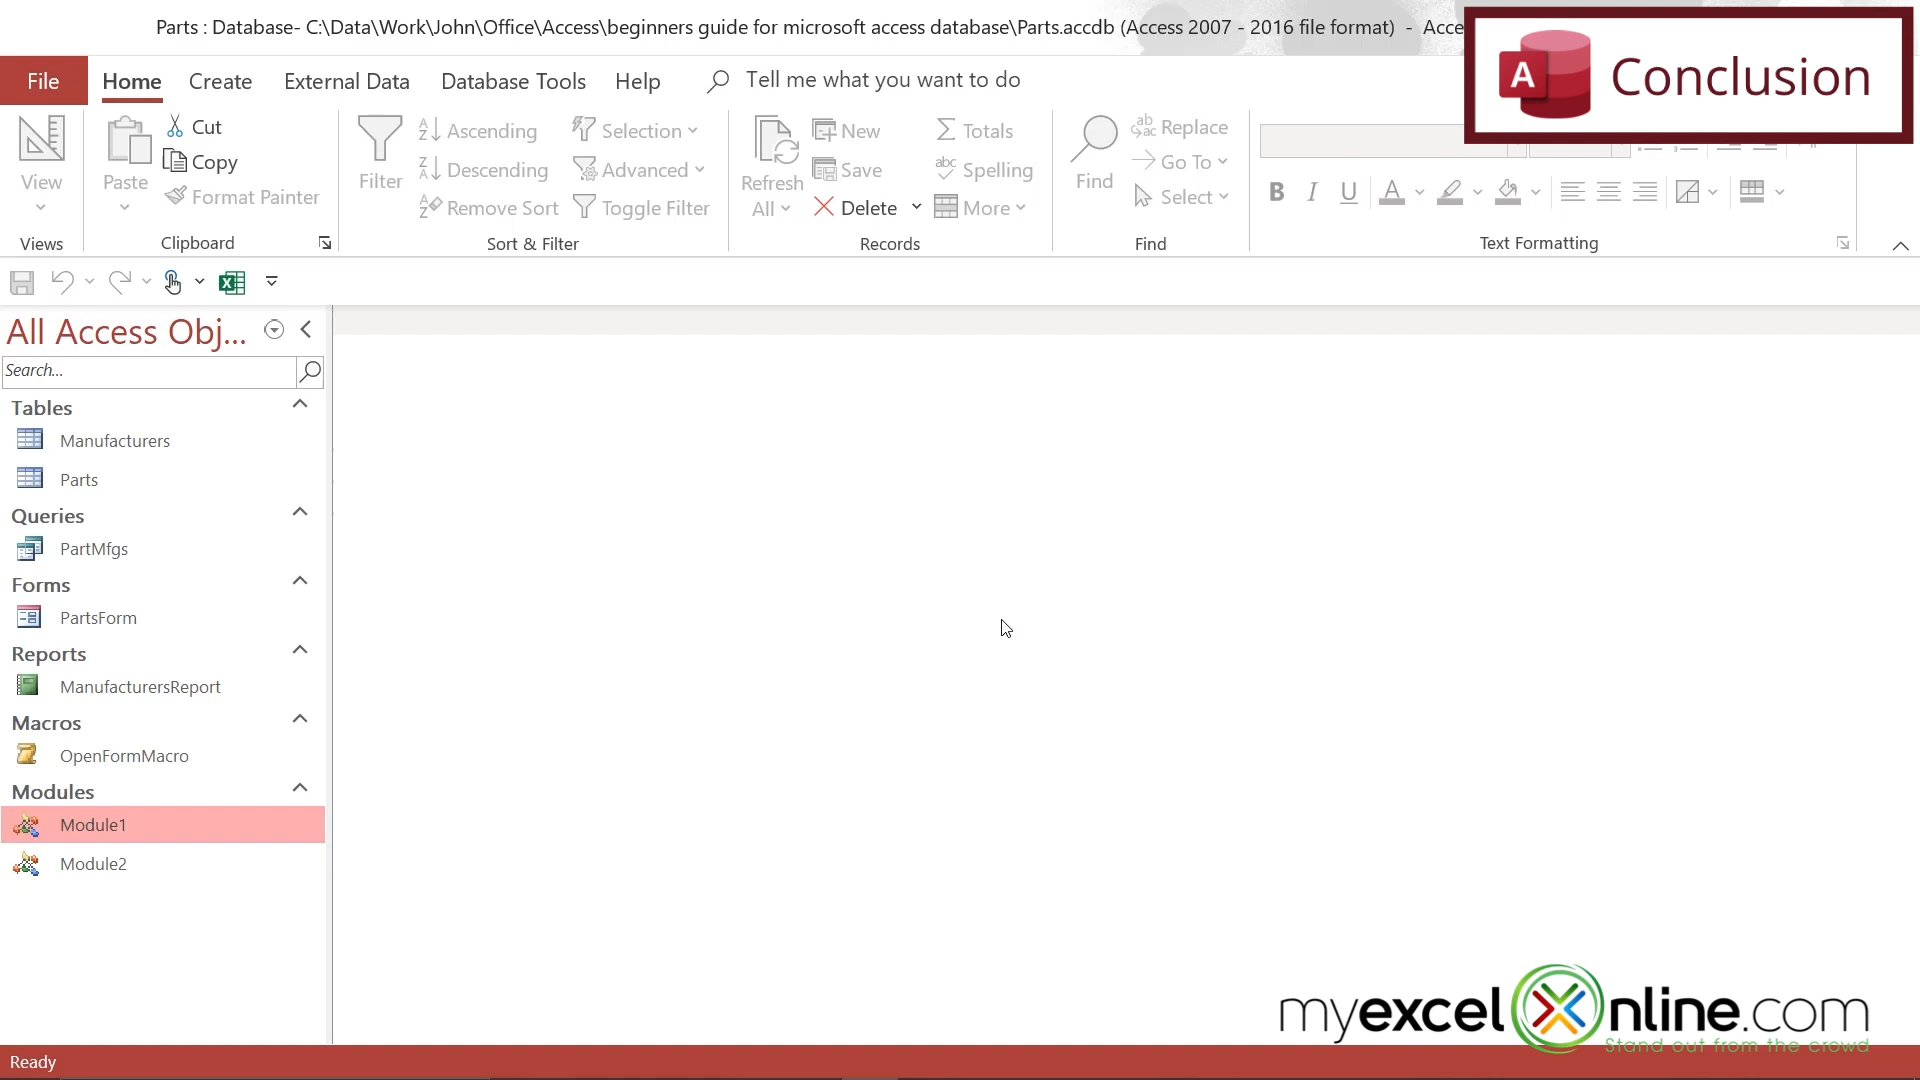 Parts : Database- C:\Data\Work\John\Office\Access\beginners guide for microsoft access database\Parts.accdb (Access 2007 - 2016 file format) - Acce
A Conclusion
File Home Create External Data Database Tools Help Tell me what you want to do
View
Views
Paste
Cut
Copy
Format Painter
Clipboard
Filter
Ascending
Descending
Remove Sort
Selection
Advanced
Toggle Filter
Sort & Filter
Refresh
All
New
Save
Delete
Totals
Spelling
More
Records
Find
Replace
Go To
Select
Find
B I U A
Text Formatting
All Access Obj...
Search...
Tables
Manufacturers
Parts
Queries
PartMfgs
Forms
PartsForm
Reports
ManufacturersReport
Macros
OpenFormMacro
Modules
Module1
Module2
myexcelonline.com
Stand out from the crowd
Ready